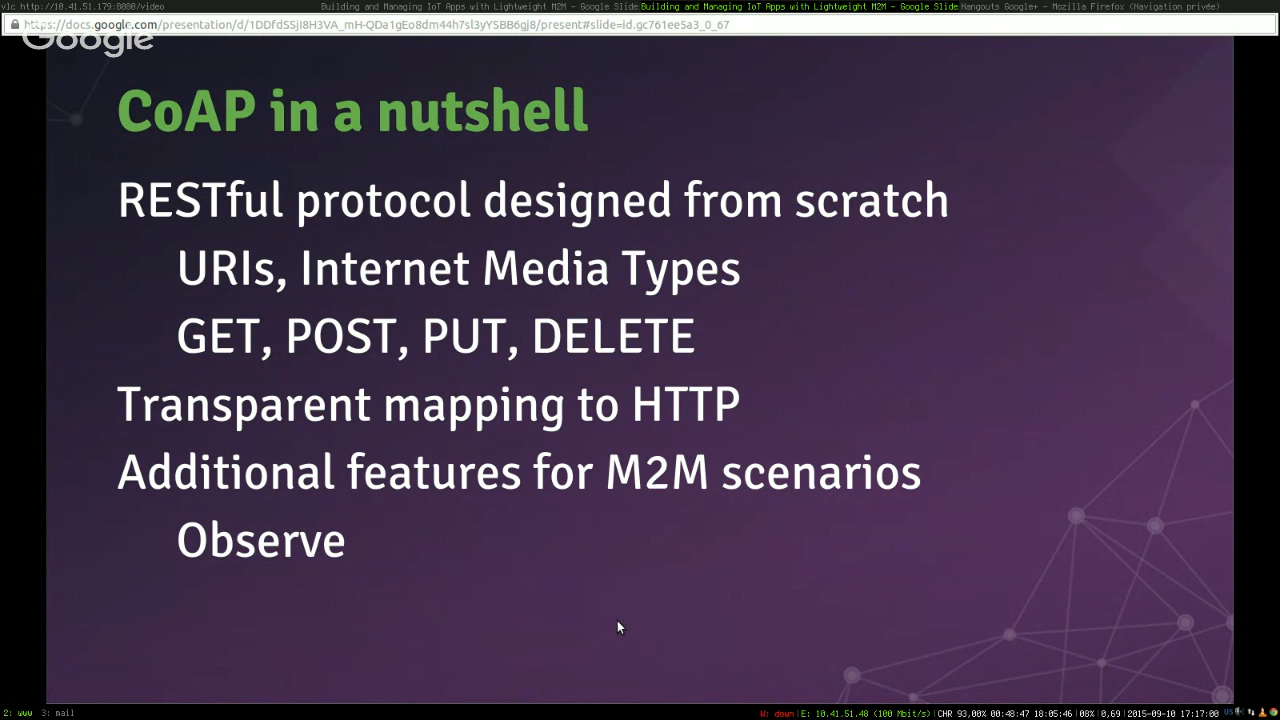 vlc http://10.41.51.179:8080/video
Building and Managing IoT Apps with Lightweight M2M - Google Slide
Building and Managing IoT Apps with Lightweight M2M - Google Slide
Hangouts Google+ - Mozilla Firefox (Navigation privée)
https://docs.google.com/presentation/d/1DDfdSSJI8H3VA_mH-QDa1gEo8dm44h7sl3yYSBB6gj8/present#slide=id.gc761ee5a3_0_67
Google
CoAP in a nutshell
RESTful protocol designed from scratch
URIs, Internet Media Types
GET, POST, PUT, DELETE
Transparent mapping to HTTP
Additional features for M2M scenarios
Observe
2: www 3: mail
W: down|E: 10.41.51.48 (100 Mbit/s)|CHR 93,00% 00:48:47|18:05:46|08%|0,69|2015-09-10 17:17:00